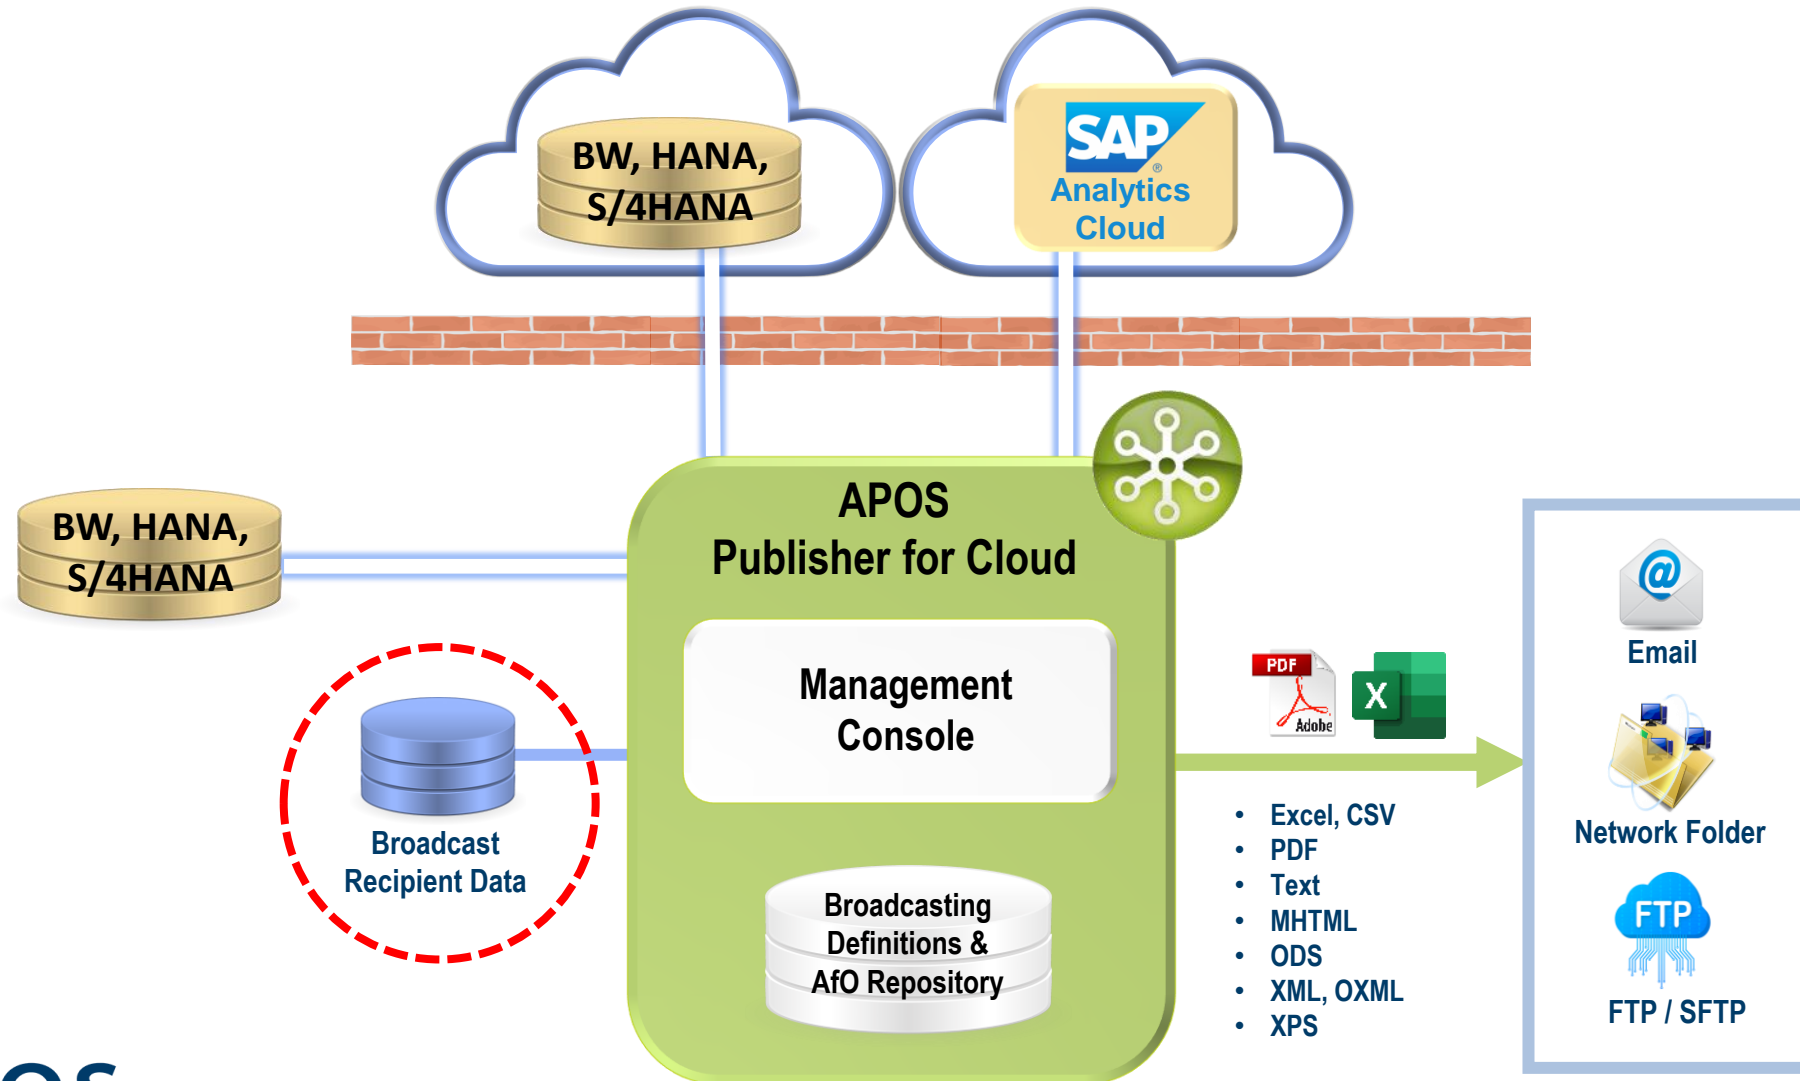 BW, HANA,
S/4HANA
SAP
®
Analytics
Cloud
APOS
Publisher for Cloud
BW, HANA,
S/4HANA
Management
Console
Broadcast
Recipient Data
Broadcasting
Definitions &
AfO Repository
PDF
Adobe
X
• Excel, CSV
• PDF
• Text
• MHTML
• ODS
• XML, OXML
• XPS
@
Email
Network Folder
FTP
FTP / SFTP